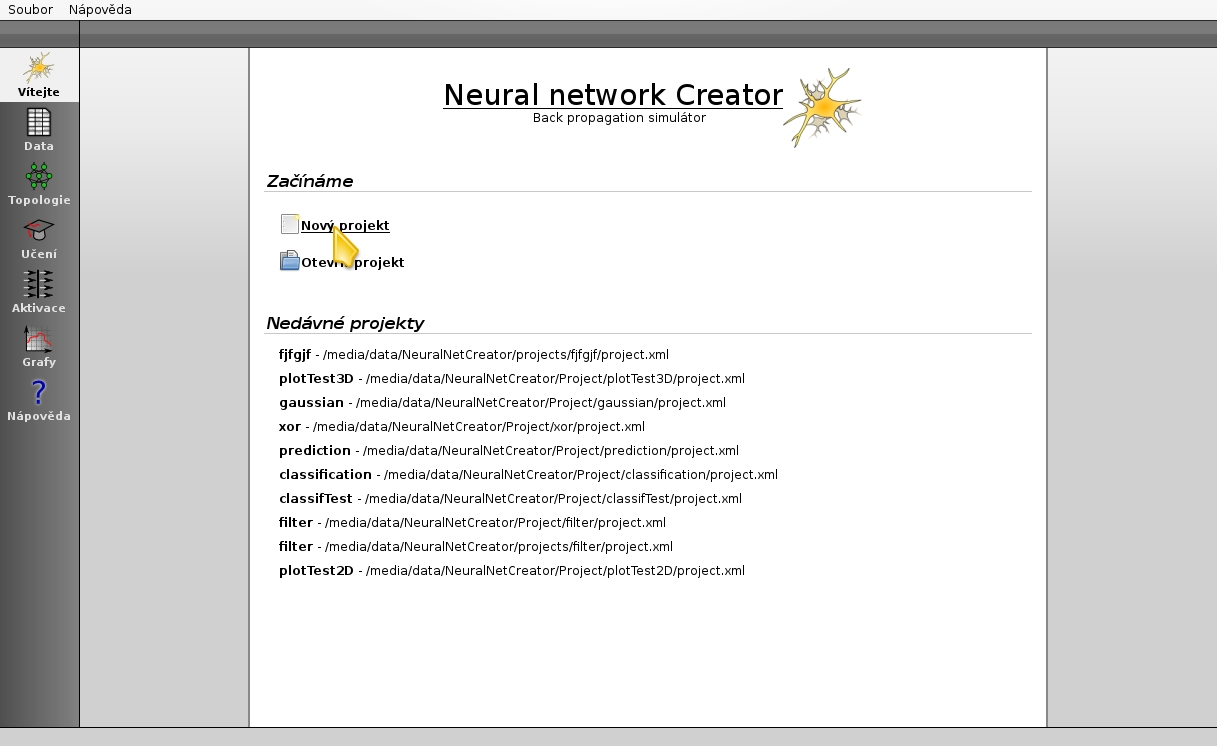 Soubor Nápověda
Vítejte
Data
Topologie
Učení
Aktivace
Grafy
Nápověda
Neural network Creator
Back propagation simulátor
Začínáme
Nový projekt
projekt
Nedávné projekty
fjfgjf - /media/data/NeuralNetCreator/projects/fjfgjf/project.xml
plotTest3D - /media/data/NeuralNetCreator/Project/plotTest3D/project.xml
gaussian - /media/data/NeuralNetCreator/Project/gaussian/project.xml
xor - /media/data/NeuralNetCreator/Project/xor/project.xml
prediction - /media/data/NeuralNetCreator/Project/prediction/project.xml
classification - /media/data/NeuralNetCreator/Project/classification/project.xml
classifTest - /media/data/NeuralNetCreator/Project/classifTest/project.xml
filter - /media/data/NeuralNetCreator/Project/filter/project.xml
filter - /media/data/NeuralNetCreator/projects/filter/project.xml
plotTest2D - /media/data/NeuralNetCreator/Project/plotTest2D/project.xml